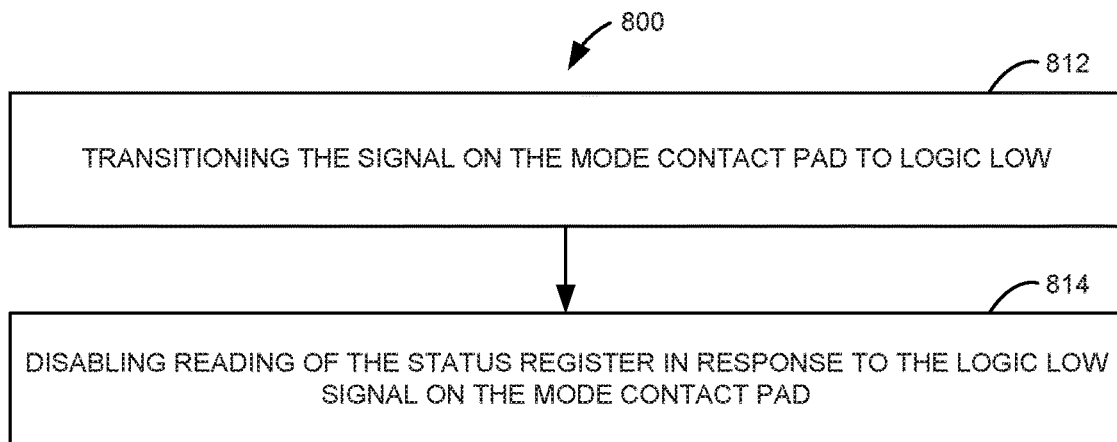 800
812
TRANSITIONING THE SIGNAL ON THE MODE CONTACT PAD TO LOGIC LOW
814
DISABLING READING OF THE STATUS REGISTER IN RESPONSE TO THE LOGIC LOW
SIGNAL ON THE MODE CONTACT PAD